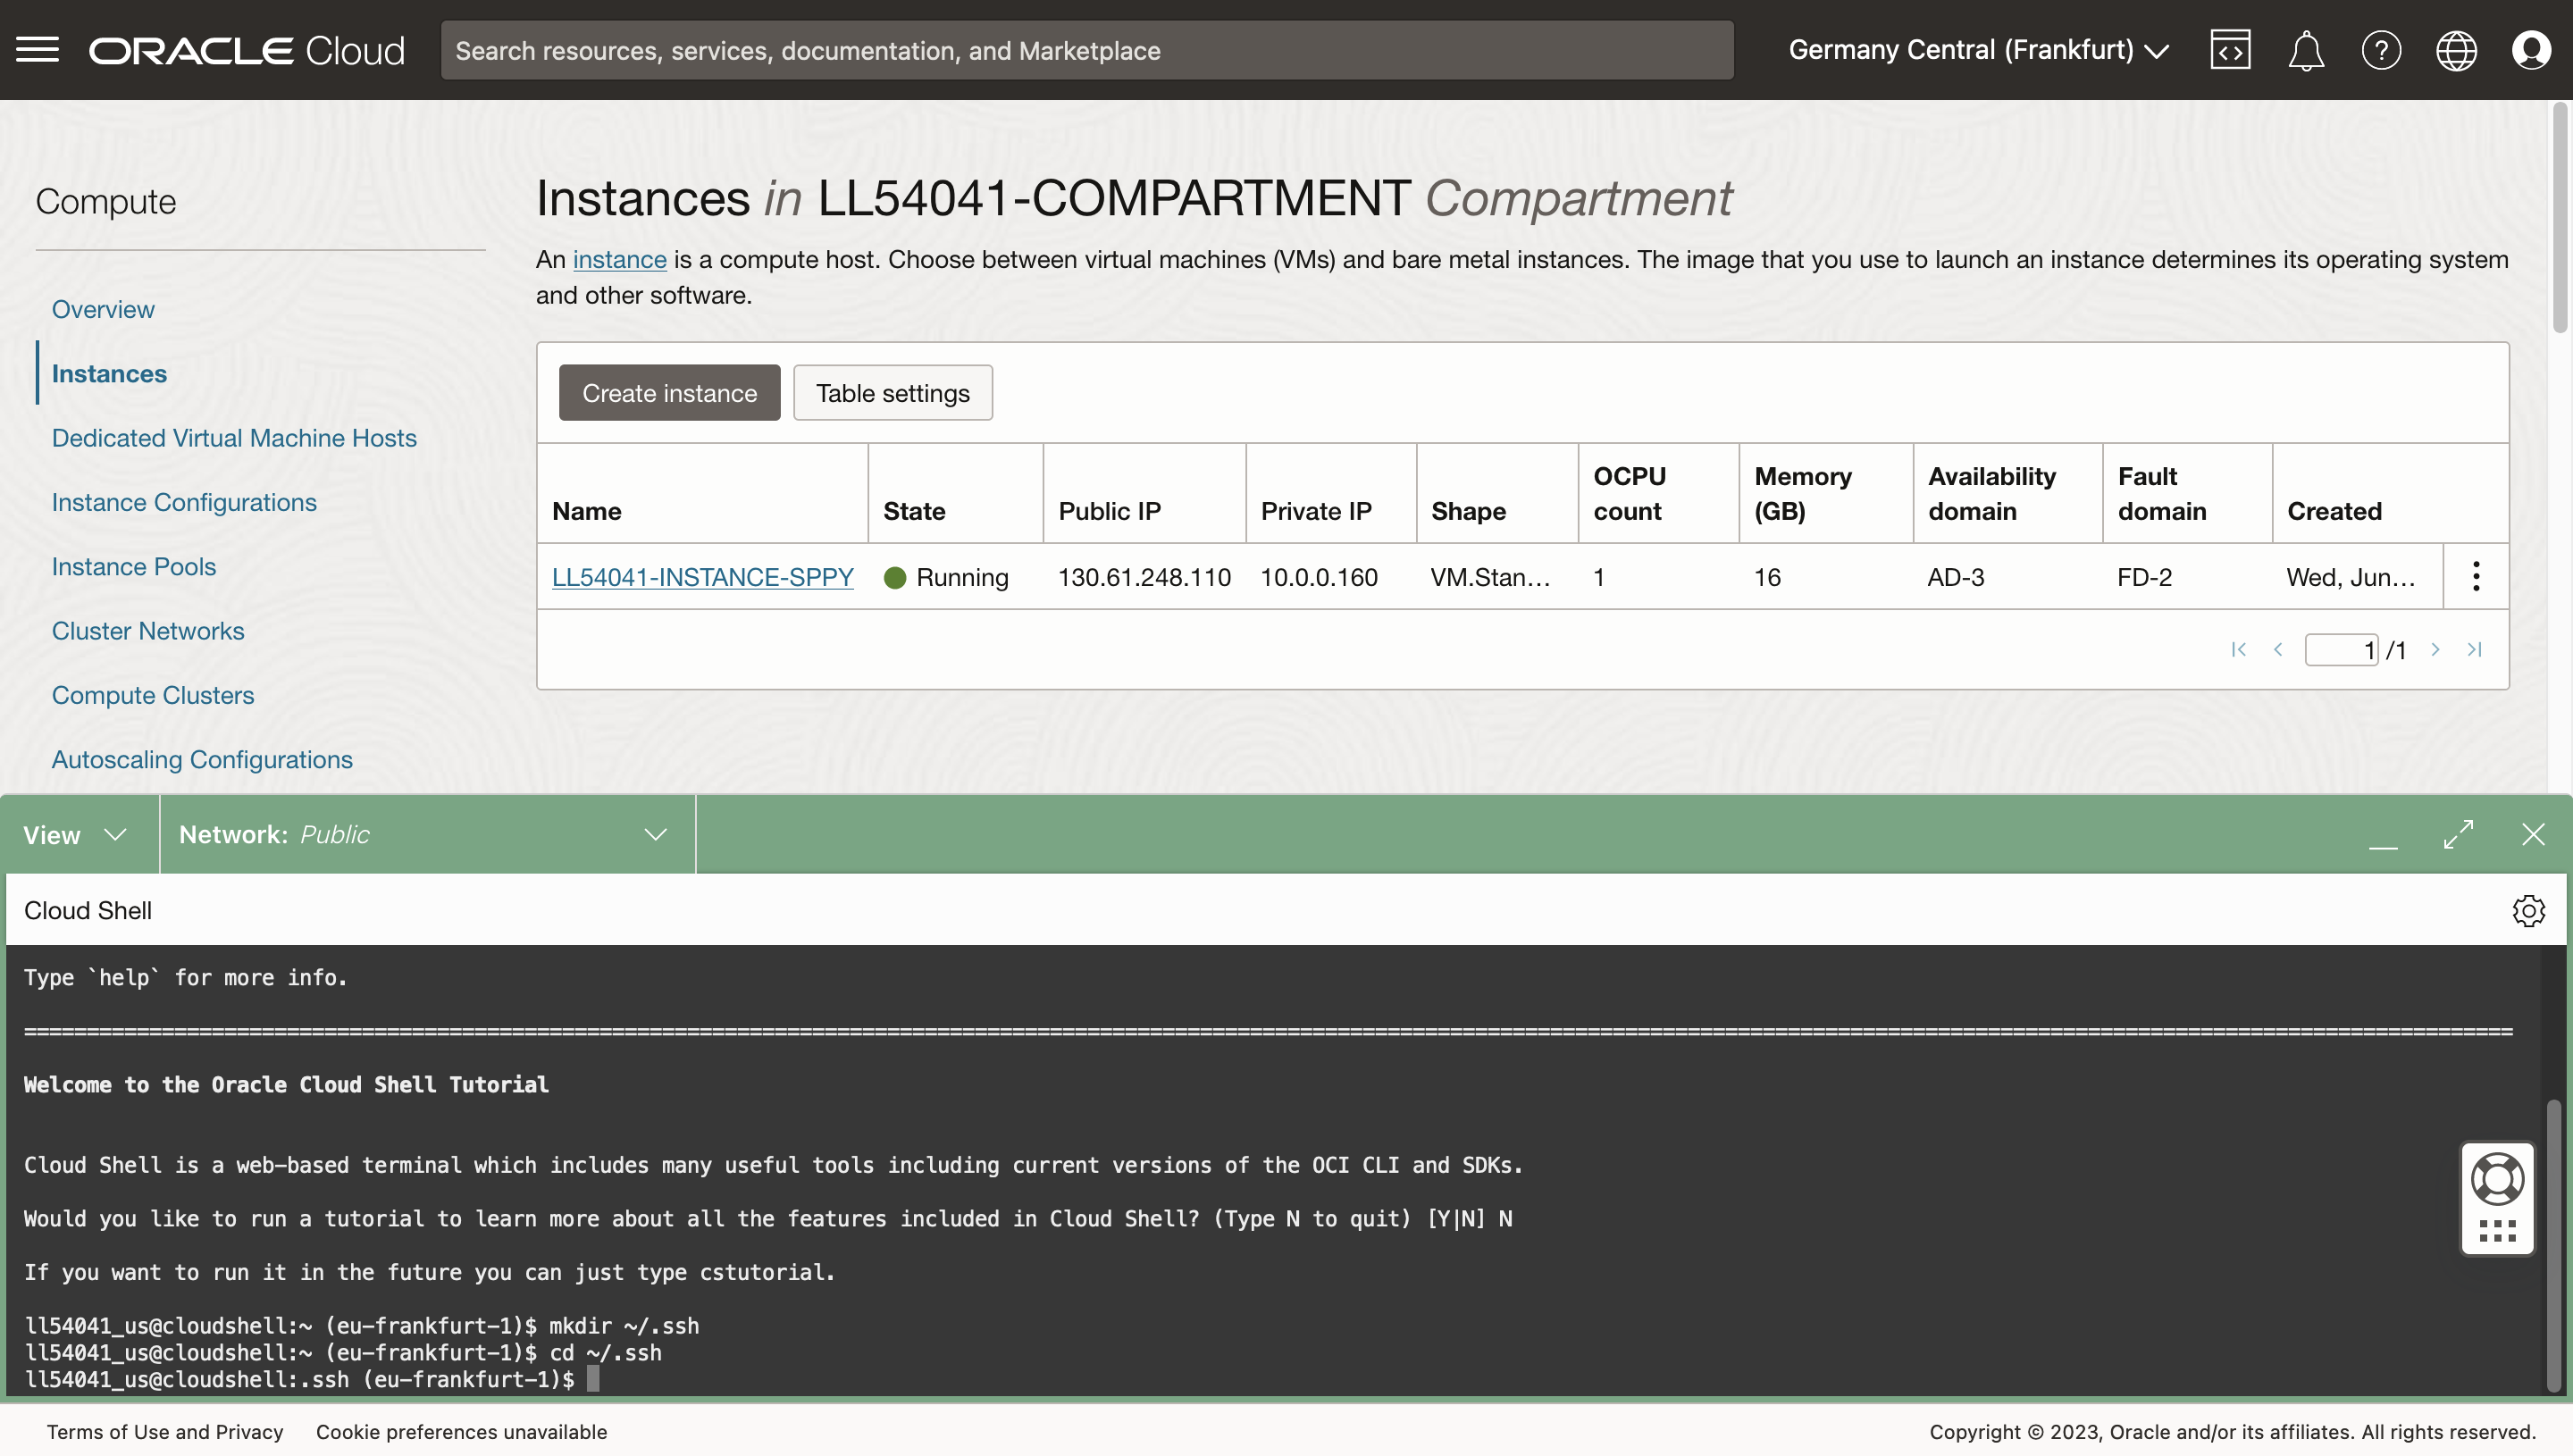 ORACLE Cloud
Search resources, services, documentation, and Marketplace
Germany Central (Frankfurt)
Compute
Overview
Instances
Dedicated Virtual Machine Hosts
Instance Configurations
Instance Pools
Cluster Networks
Compute Clusters
Autoscaling Configurations
Instances in LL54041-COMPARTMENT Compartment
An instance is a compute host. Choose between virtual machines (VMs) and bare metal instances. The image that you use to launch an instance determines its operating system
and other software.
Create instance Table settings
Name State Public IP Private IP Shape OCPU count Memory (GB) Availability domain Fault domain Created
LL54041-INSTANCE-SPPY Running 130.61.248.110 10.0.0.160 VM.Stan... 1 16 AD-3 FD-2 Wed, Jun...
1 /1
View Network: Public
Cloud Shell
Type `help` for more info.
Welcome to the Oracle Cloud Shell Tutorial
Cloud Shell is a web-based terminal which includes many useful tools including current versions of the OCI CLI and SDKs.
Would you like to run a tutorial to learn more about all the features included in Cloud Shell? (Type N to quit) [Y|N] N
If you want to run it in the future you can just type cstutorial.
ll54041_us@cloudshell:~ (eu-frankfurt-1)$ mkdir ~/.ssh
ll54041_us@cloudshell:~ (eu-frankfurt-1)$ cd ~/.ssh
ll54041_us@cloudshell:.ssh (eu-frankfurt-1)$
Terms of Use and Privacy Cookie preferences unavailable
Copyright © 2023, Oracle and/or its affiliates. All rights reserved.